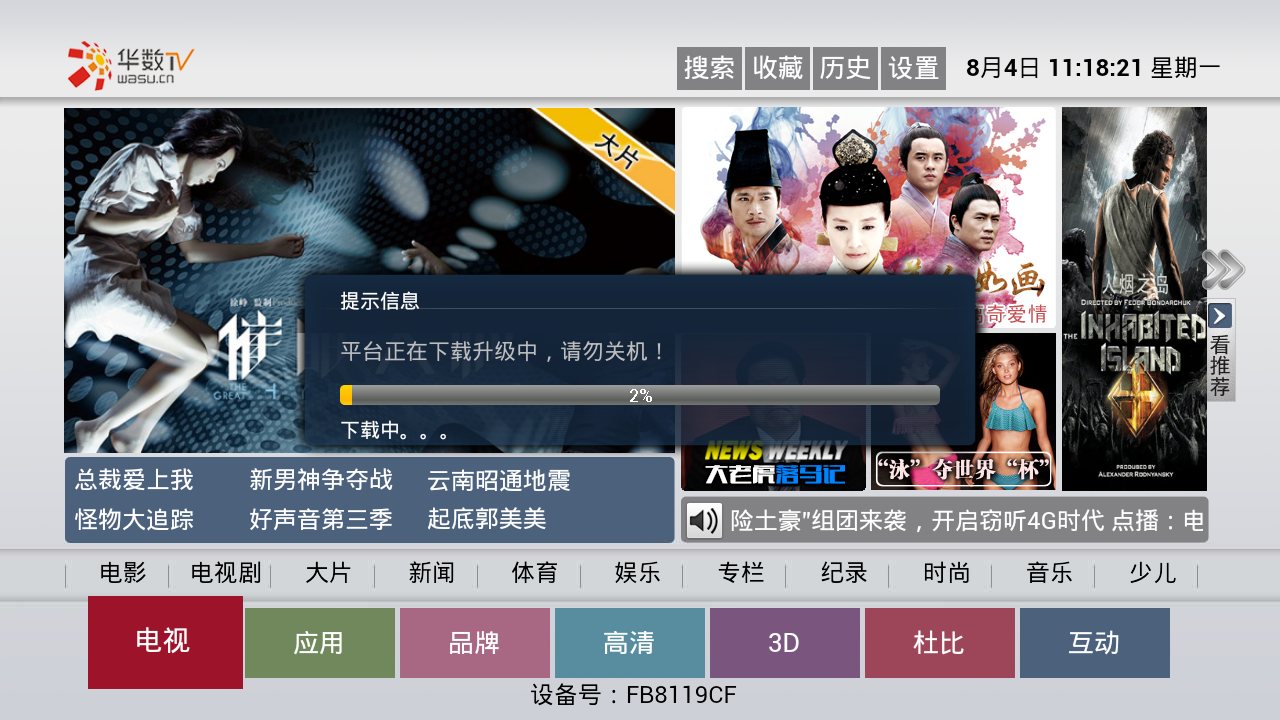 华数TV
wasu.cn
搜索 收藏 历史 设置
8月4日 11:18:21 星期一
大片
徐峥 监制
催
THE
GREAT
如画
奇爱情
火烟之岛
DIRECTED BY FEDOR BONDARCHUK
THE INHABITED
ISLAND
PRODUCED BY
ALEXANDER RODNYANSKY
看推荐
提示信息
平台正在下载升级中，请勿关机！
2%
下载中。。。
NEWS WEEKLY
大老虎落马记
“泳”夺世界“杯”
总裁爱上我 新男神争夺战 云南昭通地震
怪物大追踪 好声音第三季 起底郭美美
险土豪"组团来袭，开启窃听4G时代 点播：电
电影 电视剧 大片 新闻 体育 娱乐 专栏 纪录 时尚 音乐 少儿
电视 应用 品牌 高清 3D 杜比 互动
设备号：FB8119CF